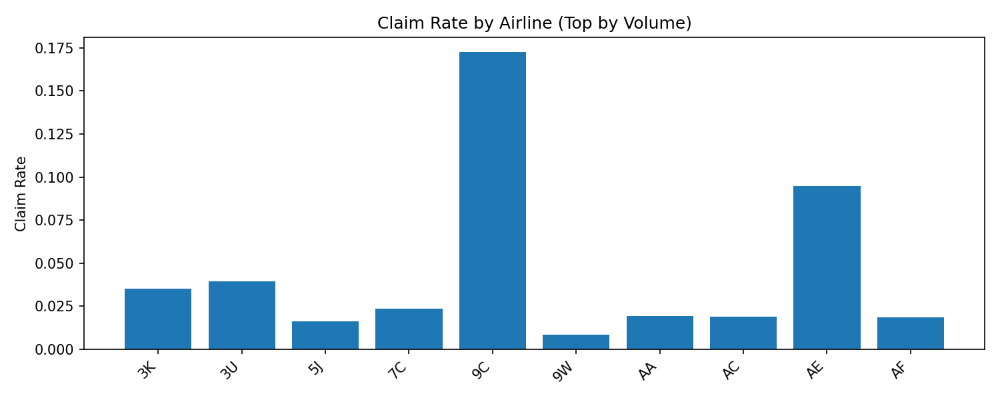 Claim Rate by Airline (Top by Volume)
Claim Rate
0.175
0.150
0.125
0.100
0.075
0.050
0.025
0.000
3K 3U 5J 7C 9C 9W AA AC AE AF